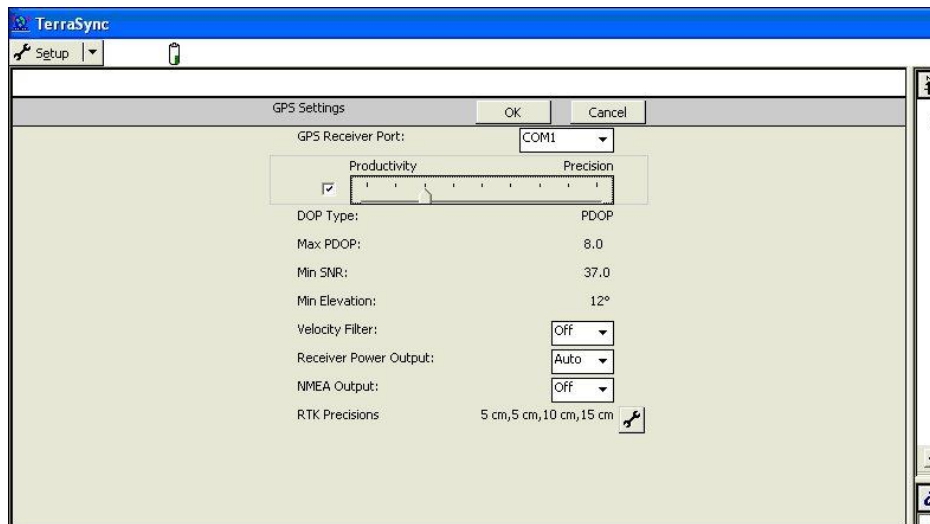 TerraSync
Setup
GPS Settings OK Cancel
GPS Receiver Port: COM1
Productivity Precision
DOP Type: PDOP
Max PDOP: 8.0
Min SNR: 37.0
Min Elevation: 12°
Velocity Filter: Off
Receiver Power Output: Auto
NMEA Output: Off
RTK Precisions 5 cm,5 cm,10 cm,15 cm